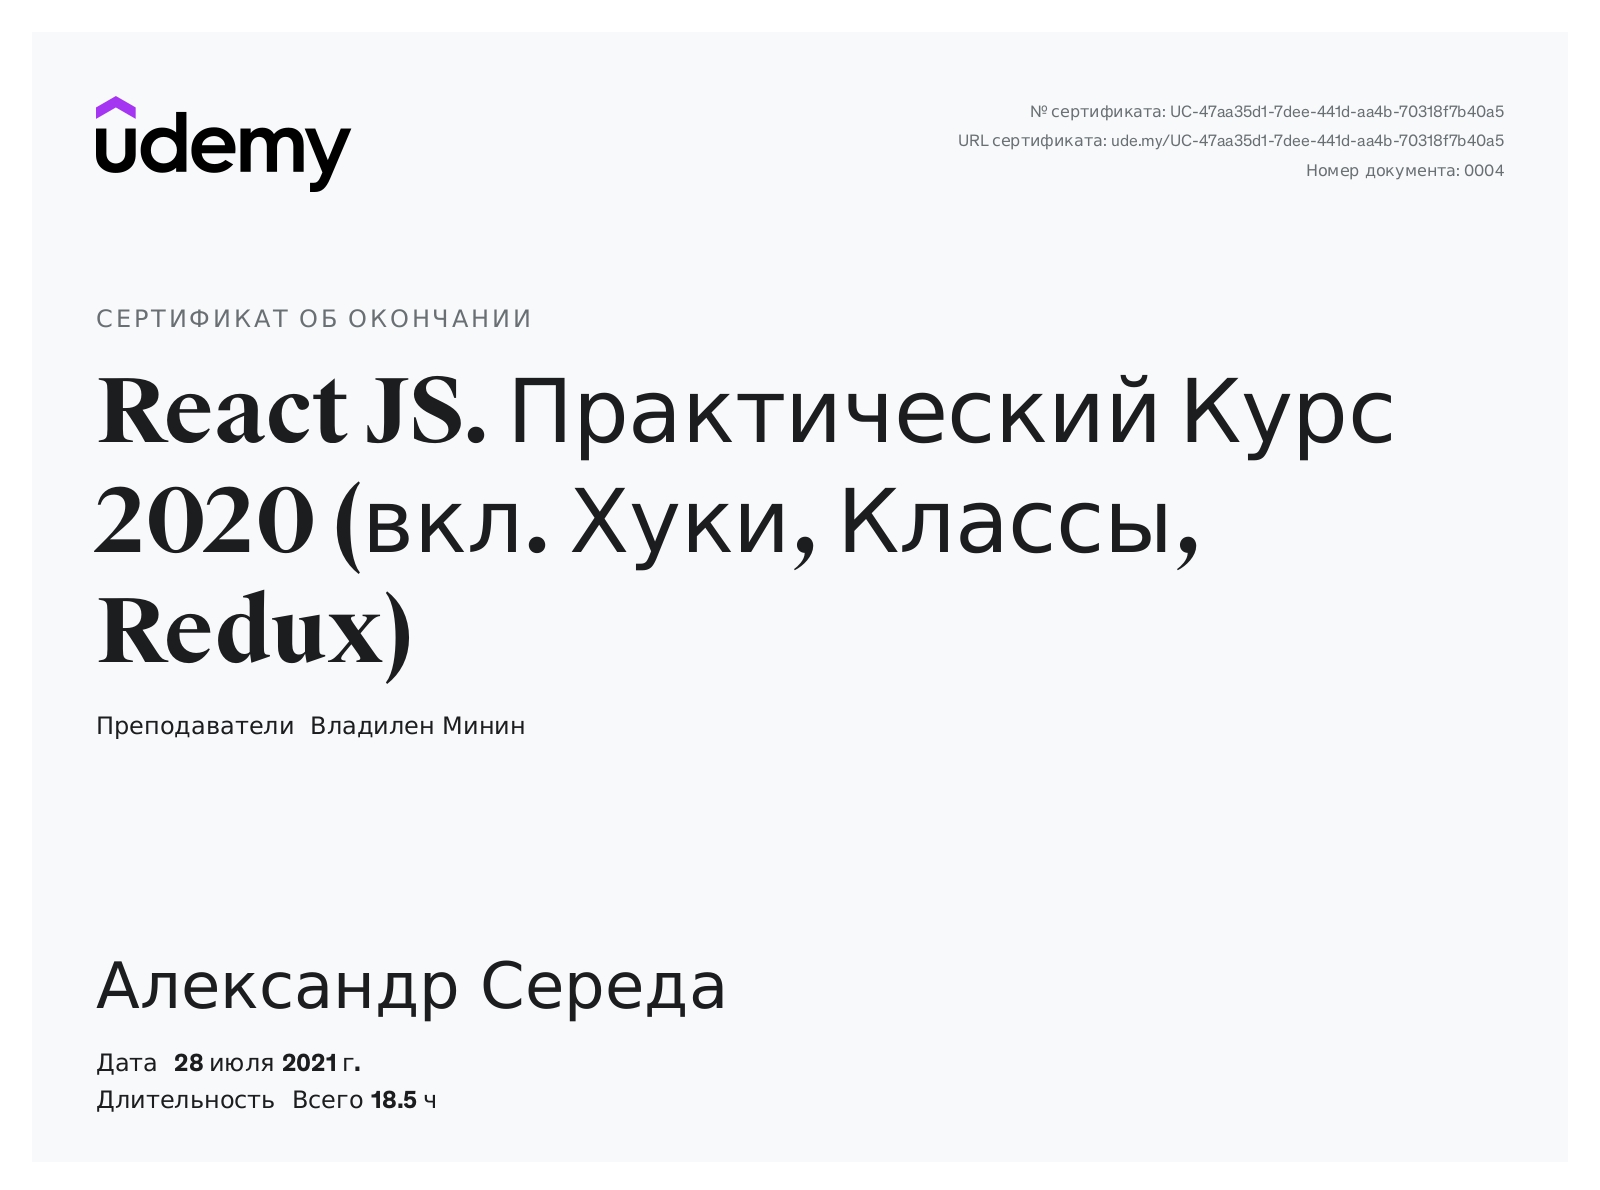 udemy
№ сертификата: UC-47aa35d1-7dee-441d-aa4b-70318f7b40a5
URL сертификата: ude.my/UC-47aa35d1-7dee-441d-aa4b-70318f7b40a5
Номер документа: 0004
СЕРТИФИКАТ ОБ ОКОНЧАНИИ
React JS. Практический Курс
2020 (вкл. Хуки, Классы,
Redux)
Преподаватели Владилен Минин
Александр Середа
Дата 28 июля 2021 г.
Длительность Всего 18.5 ч